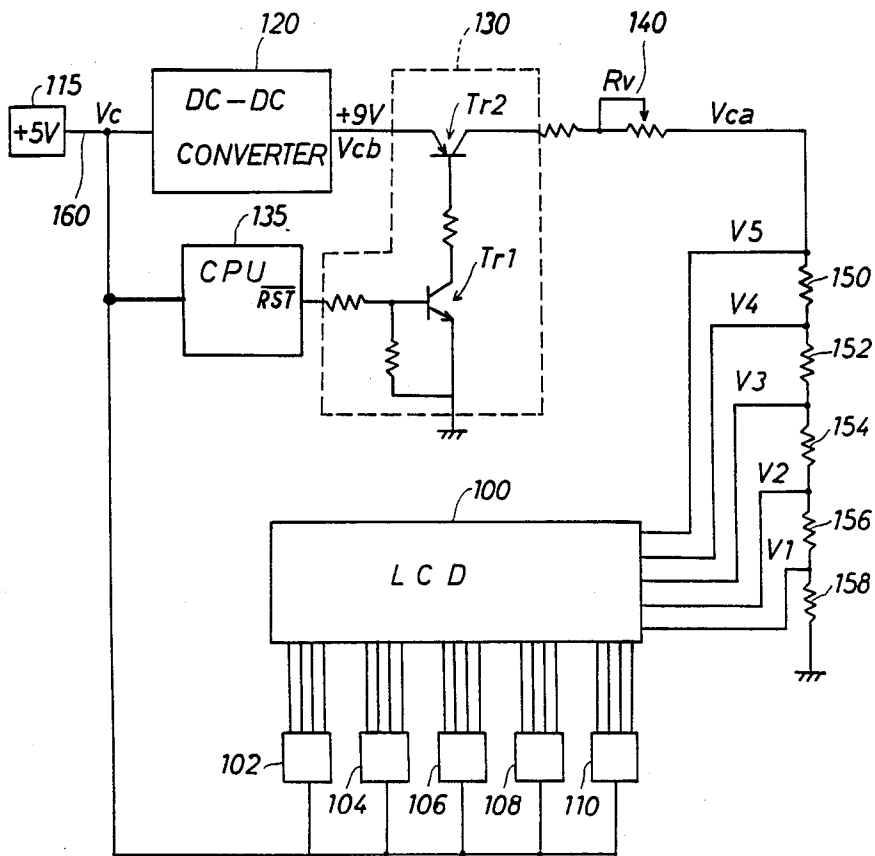 120
130
140
115
Vc
DC-DC
CONVERTER
+5V
+9V
Vcb
Tr2
Rv
Vca
160
135
CPU
RST
Tr1
V5
150
V4
152
V3
154
V2
156
V1
158
100
LCD
102
104
106
108
110